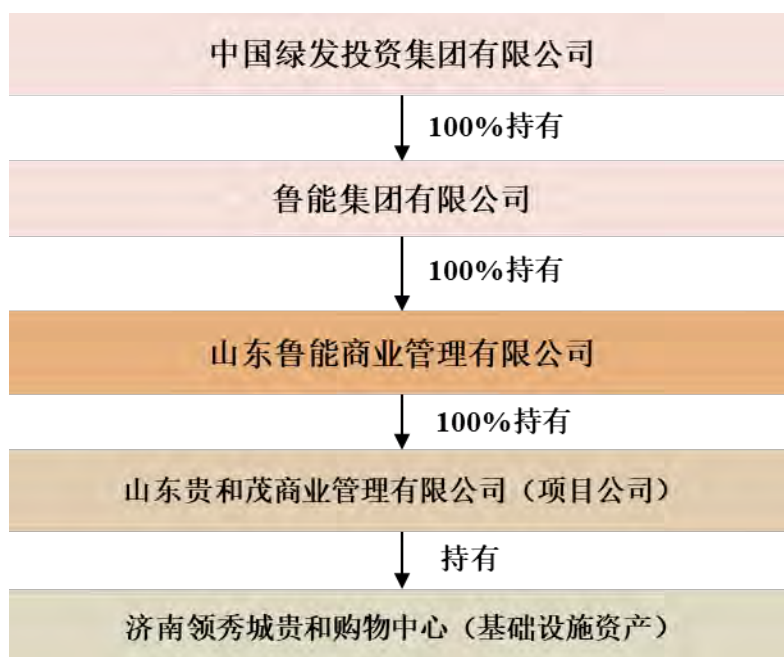 中国绿发投资集团有限公司
100%持有
鲁能集团有限公司
100%持有
山东鲁能商业管理有限公司
100%持有
山东贵和茂商业管理有限公司（项目公司）
持有
济南领秀城贵和购物中心（基础设施资产）